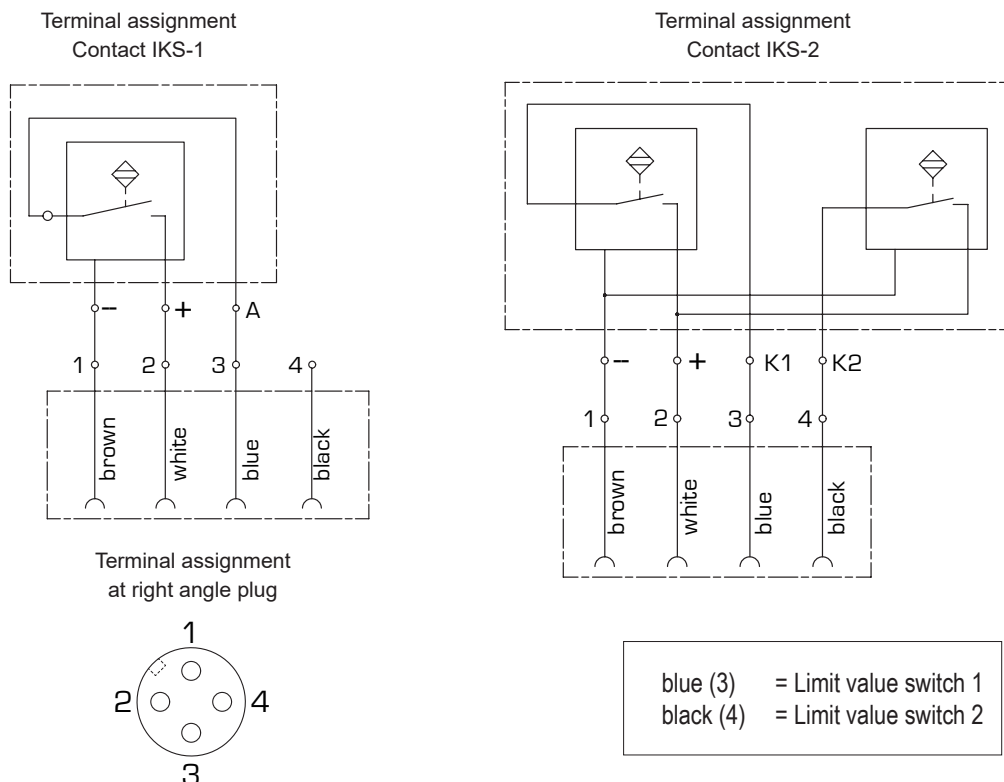 Terminal assignment
Contact IKS-1
-- + A
1 2 3 4
brown white blue black
Terminal assignment
at right angle plug
1
2 4
3
Terminal assignment
Contact IKS-2
-- + K1 K2
1 2 3 4
brown white blue black
blue (3) = Limit value switch 1
black (4) = Limit value switch 2